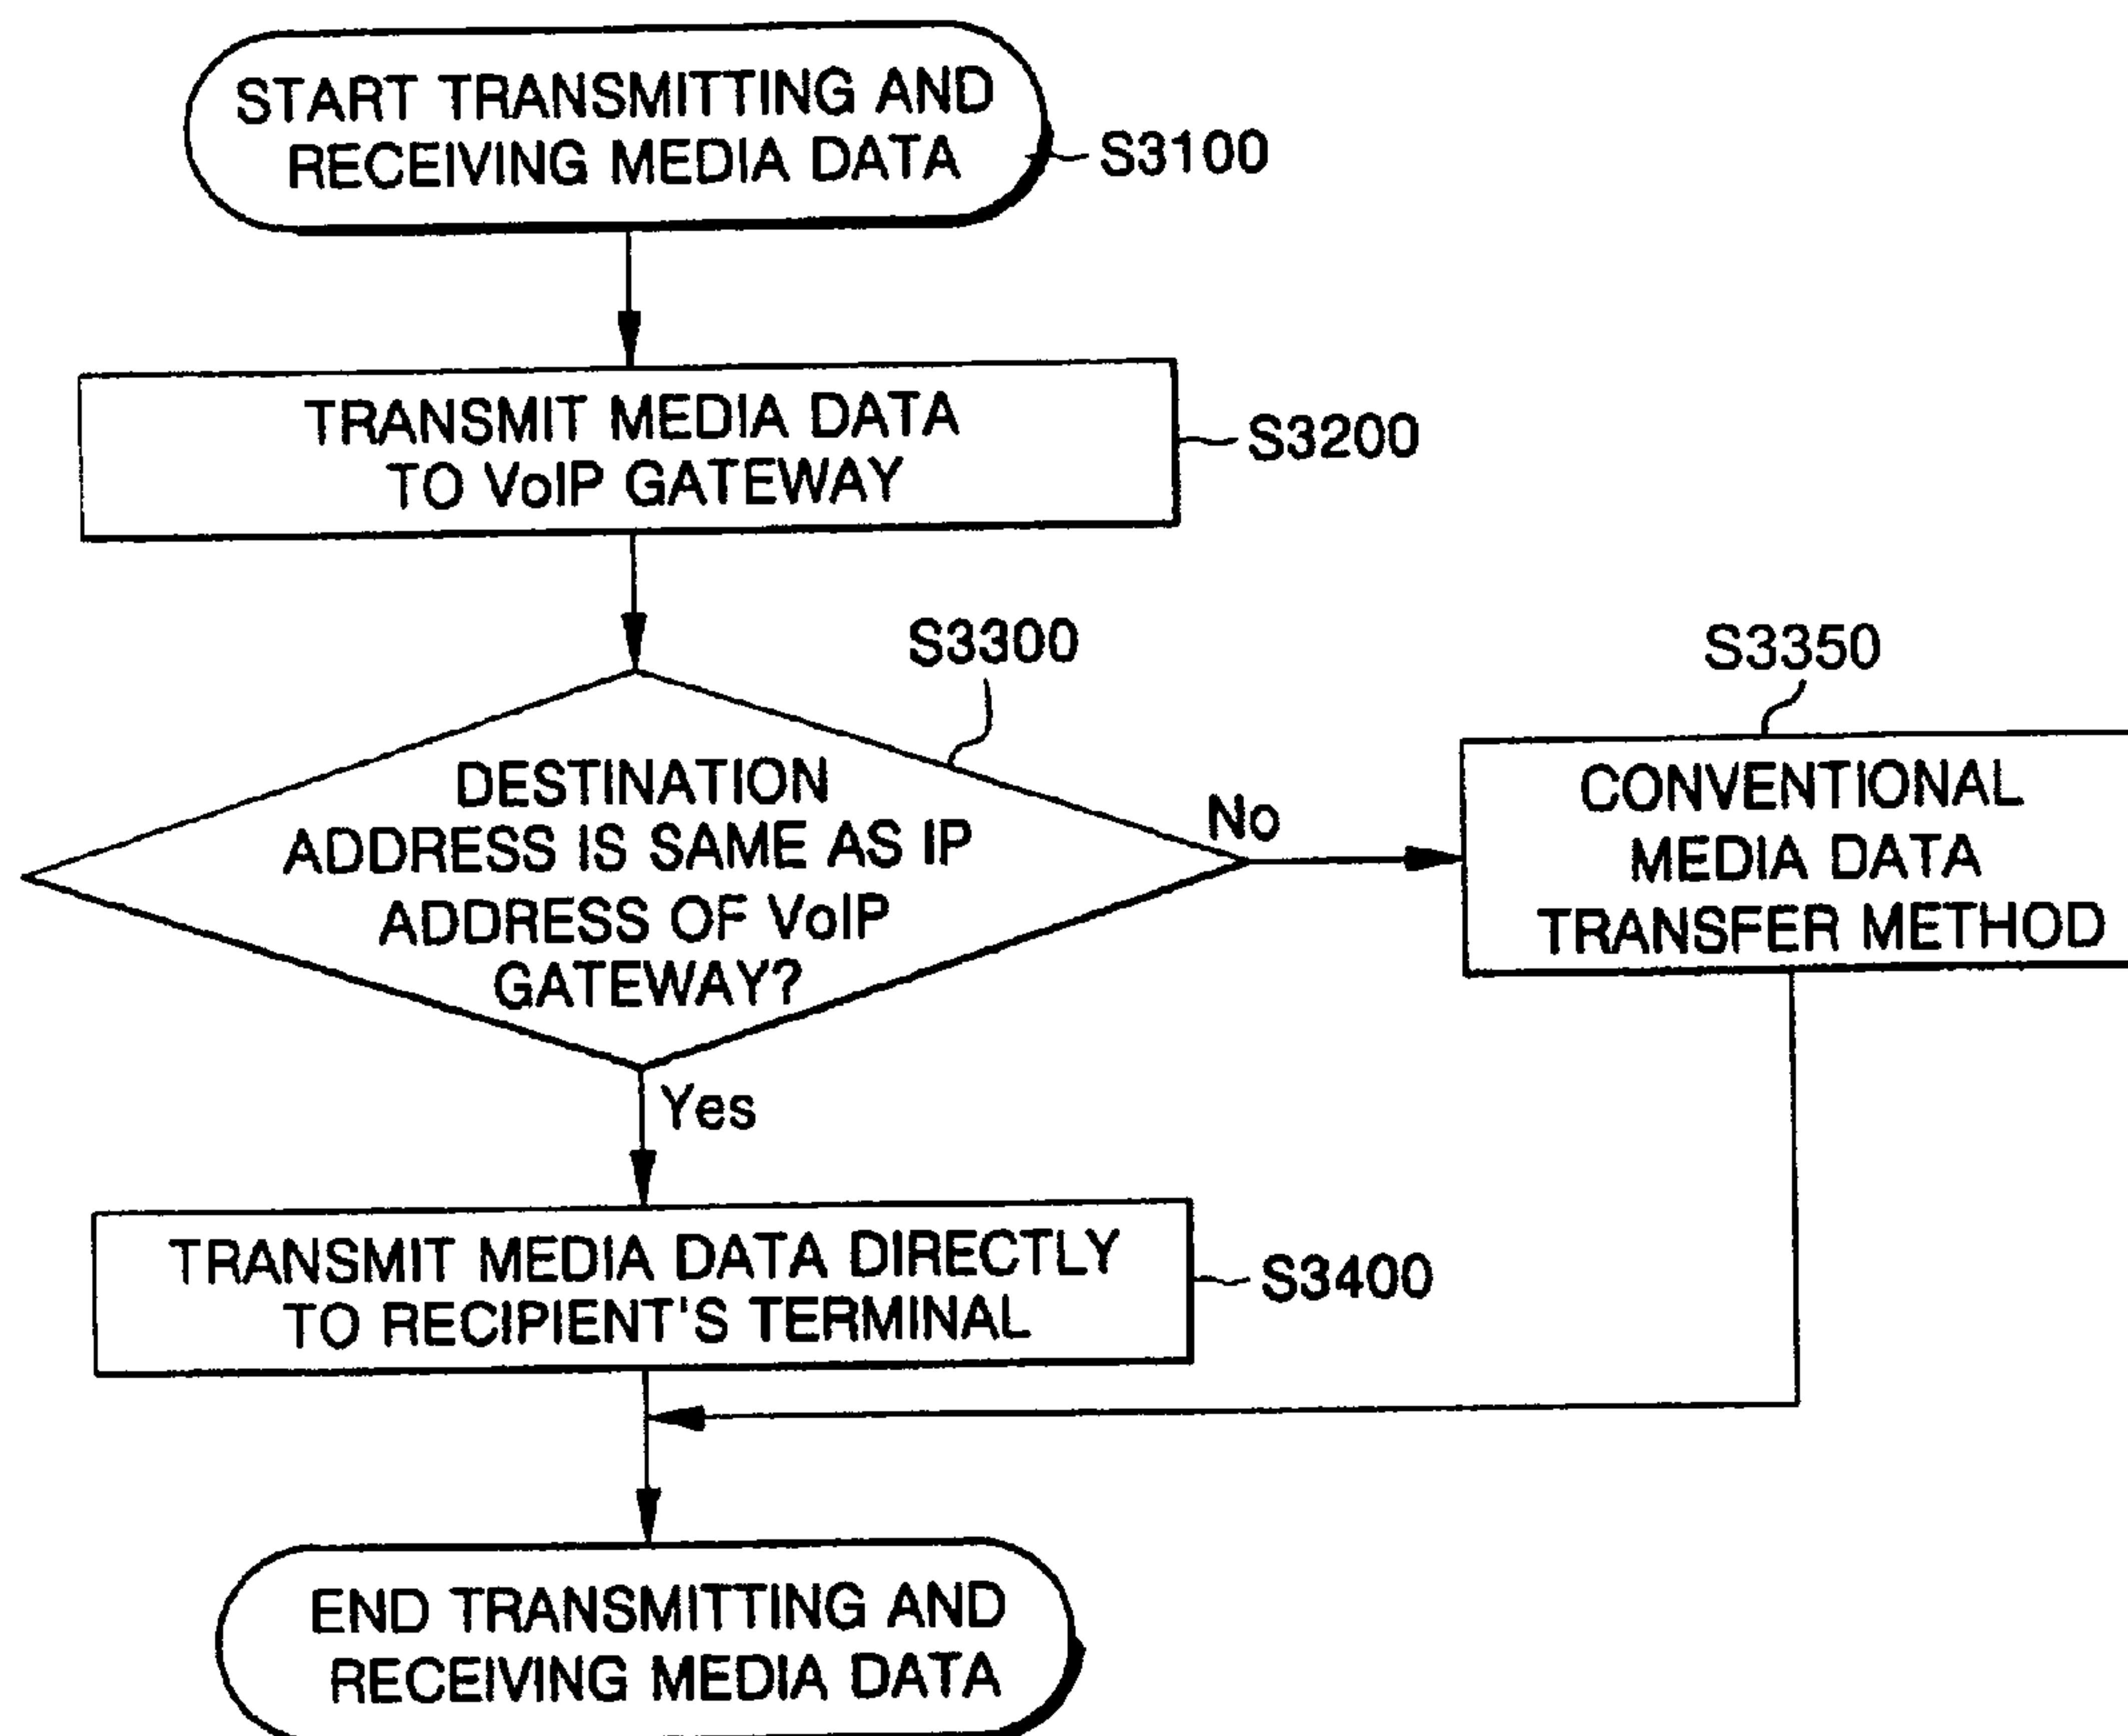 START TRANSMITTING AND
RECEIVING MEDIA DATA
S3100
TRANSMIT MEDIA DATA
TO VoIP GATEWAY
S3200
S3300
S3350
DESTINATION
ADDRESS IS SAME AS IP
ADDRESS OF VoIP
GATEWAY?
No
CONVENTIONAL
MEDIA DATA
TRANSFER METHOD
Yes
TRANSMIT MEDIA DATA DIRECTLY
TO RECIPIENT'S TERMINAL
S3400
END TRANSMITTING AND
RECEIVING MEDIA DATA